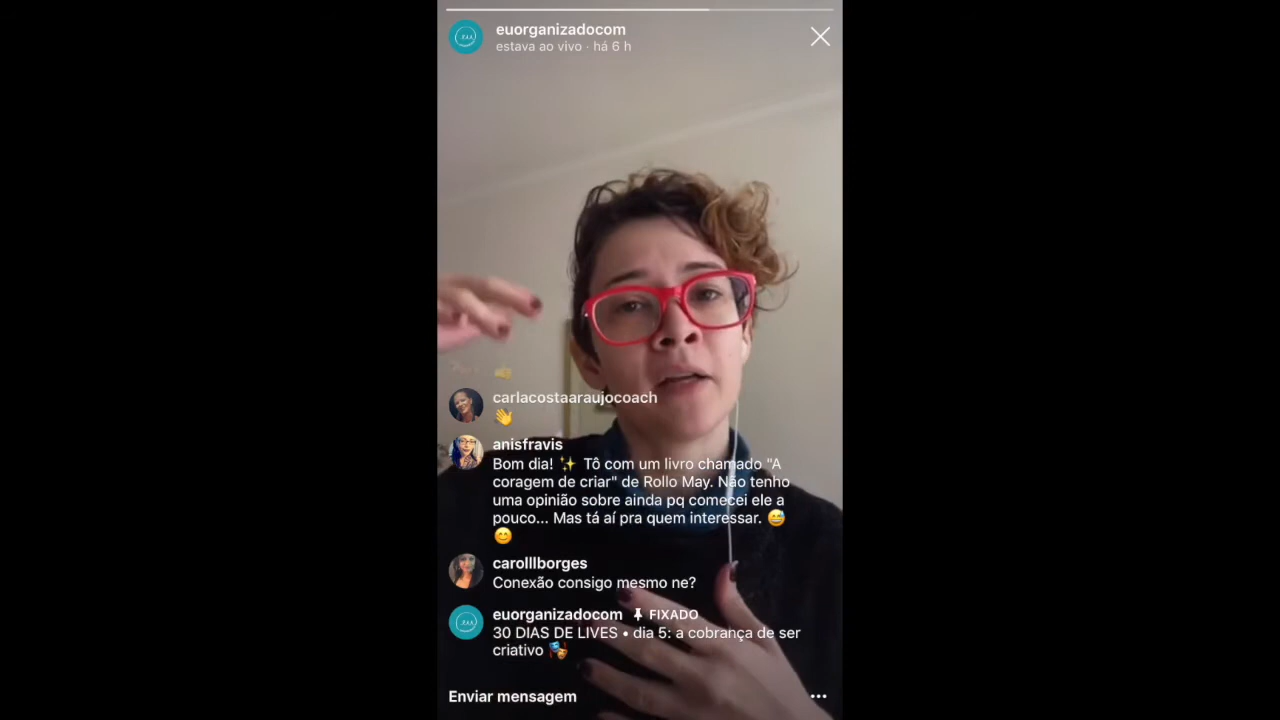 euorganizadocom
estava ao vivo · há 6 h
carlacostaaraujocoach
👋
anisfravis
Bom dia! ✨ Tô com um livro chamado "A
coragem de criar" de Rollo May. Não tenho
uma opinião sobre ainda pq comecei ele a
pouco... Mas tá aí pra quem interessar. 😅
😊
carolllborges
Conexão consigo mesmo ne?
euorganizadocom 📌 FIXADO
30 DIAS DE LIVES • dia 5: a cobrança de ser
criativo 🎭
Enviar mensagem